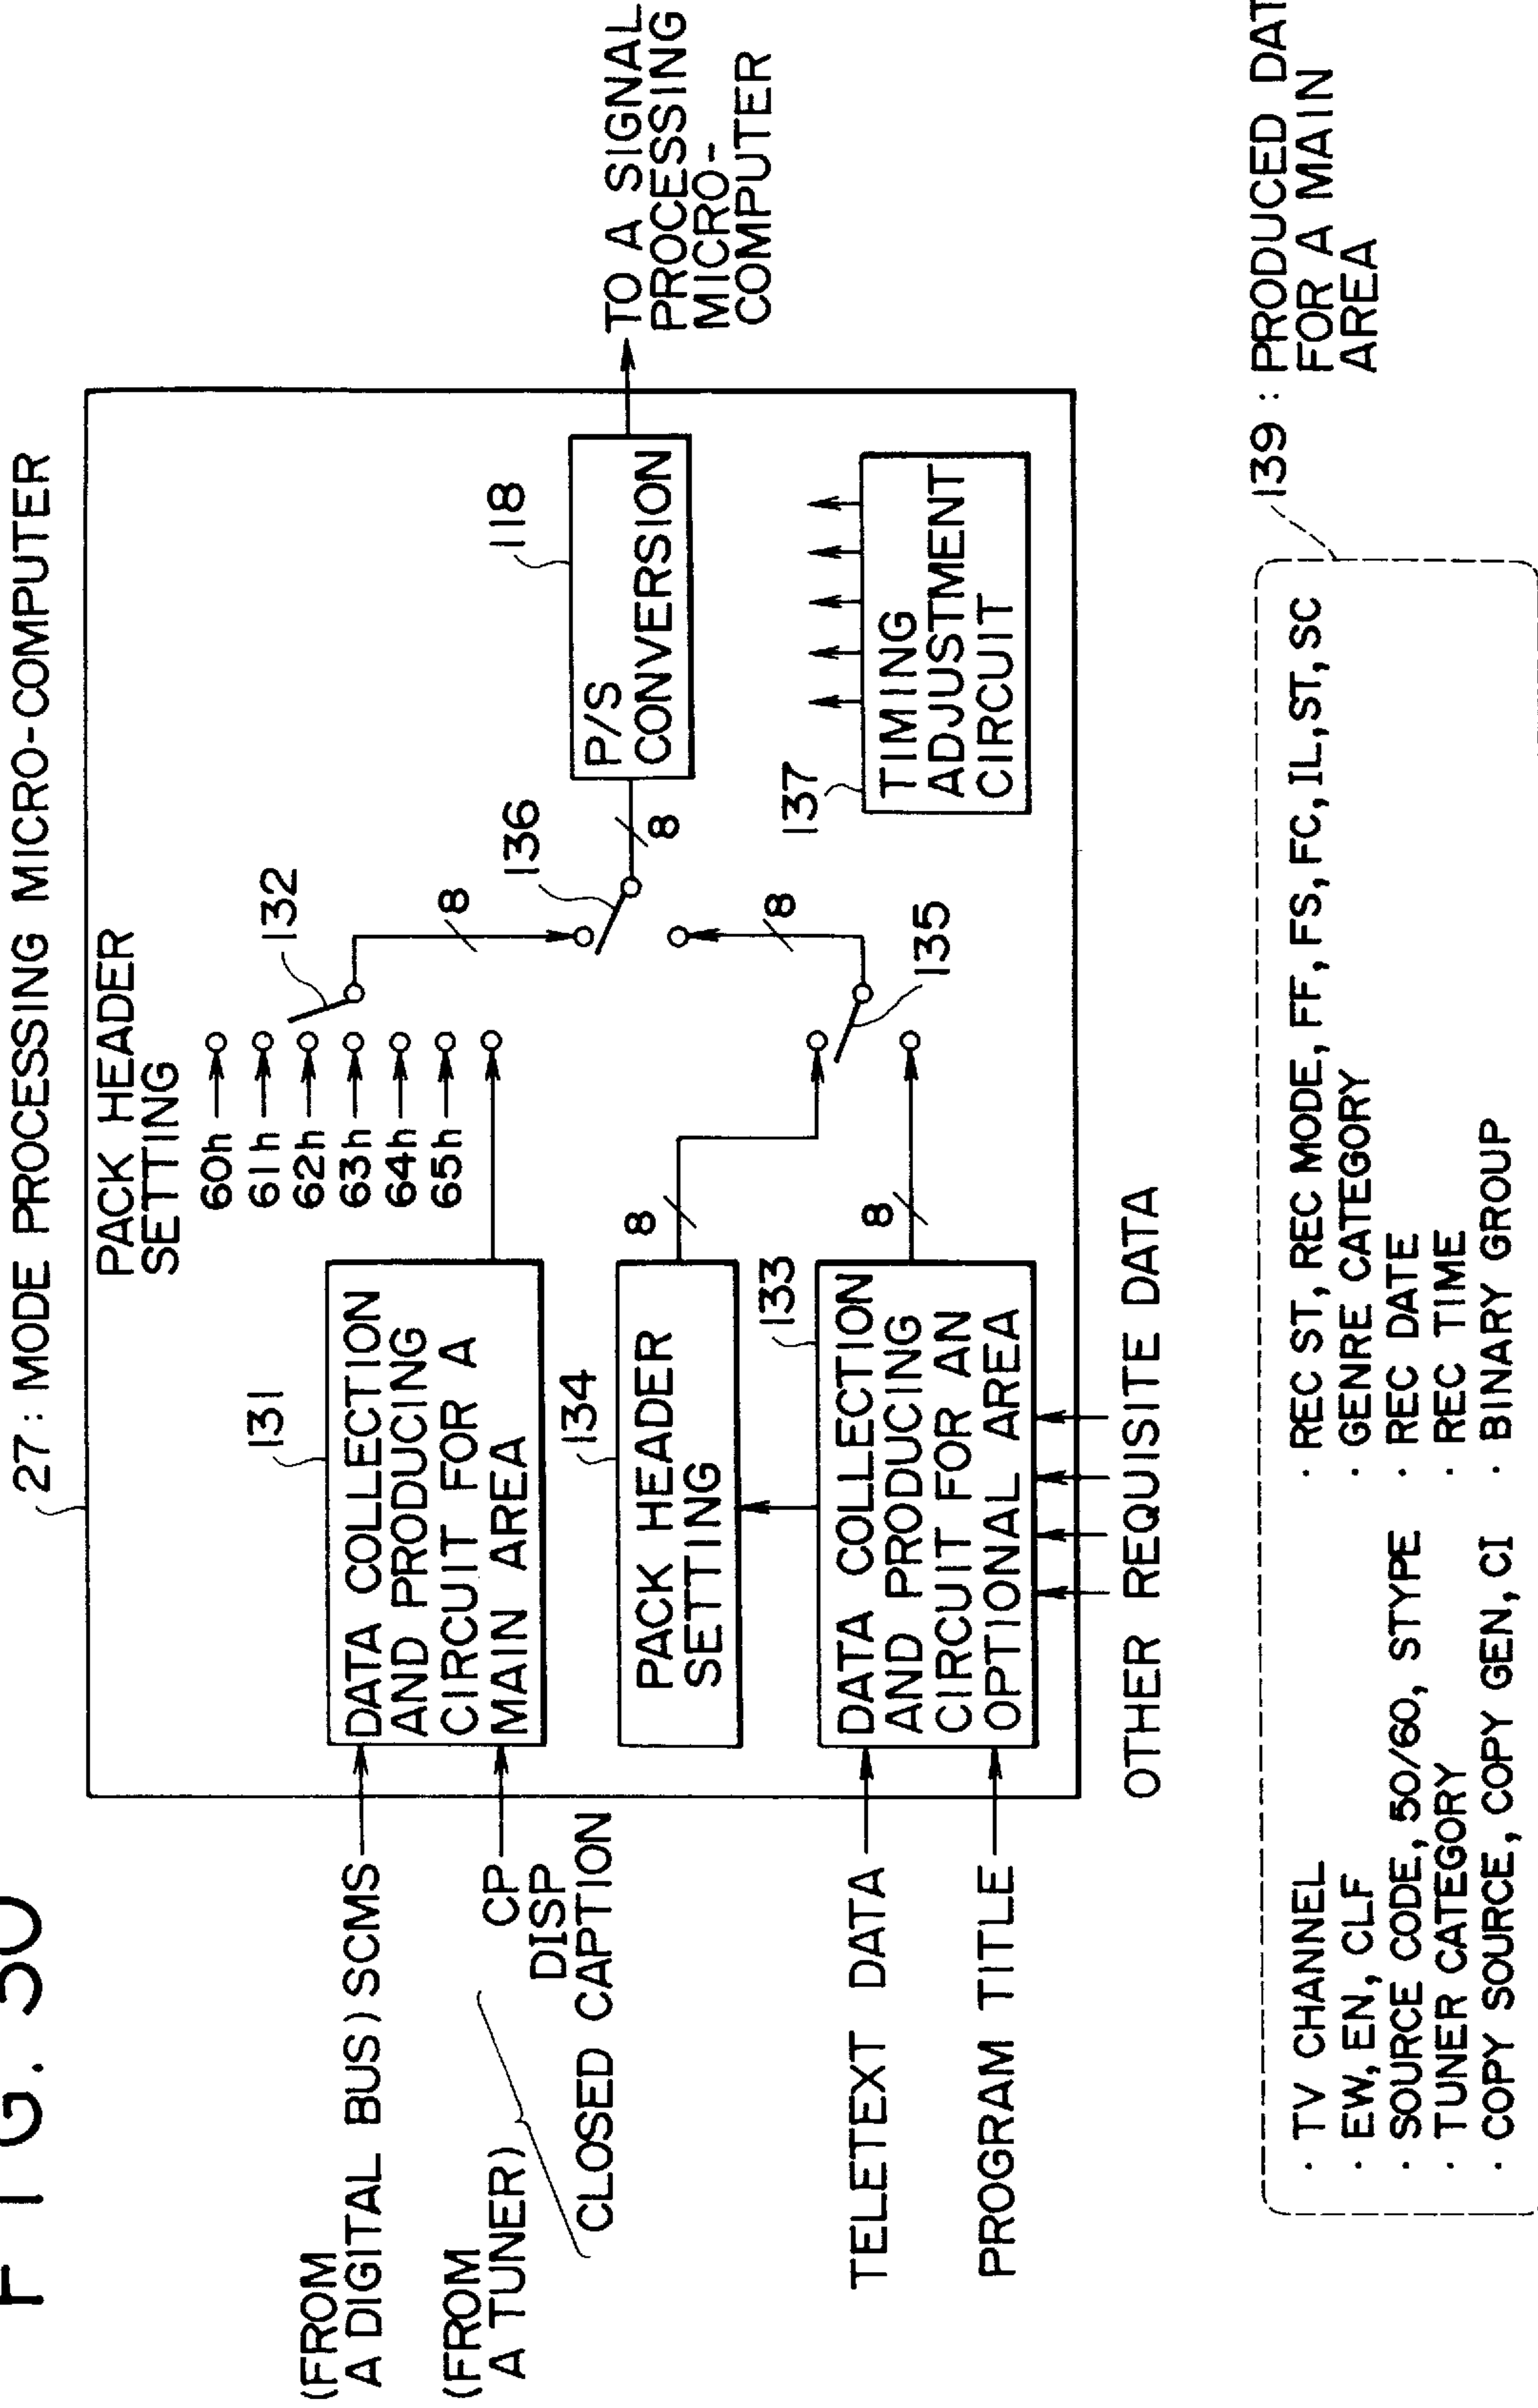 FIG. 30
27: MODE PROCESSING MICRO-COMPUTER
PACK HEADER
SETTING
60h
61h
62h
63h
64h
65h
132
8
136
8
118
P/S
CONVERSION
TO A SIGNAL
PROCESSING
MICRO-
COMPUTER
(FROM
A DIGITAL BUS) SCMS
(FROM
A TUNER)
CP
DISP
CLOSED CAPTION
131
DATA COLLECTION
AND PRODUCING
CIRCUIT FOR A
MAIN AREA
134
PACK HEADER
SETTING
8
133
DATA COLLECTION
AND PRODUCING
CIRCUIT FOR AN
OPTIONAL AREA
8
8
135
137
TIMING
ADJUSTMENT
CIRCUIT
TELETEXT DATA
PROGRAM TITLE
OTHER REQUISITE DATA
139: PRODUCED DAT
FOR A MAIN
AREA
· TV CHANNEL
· EW, EN, CLF
· SOURCE CODE, 50/60, STYPE
· TUNER CATEGORY
· COPY SOURCE, COPY GEN, CI
· REC ST, REC MODE, FF, FS, FC, IL, ST, SC
· GENRE CATEGORY
· REC DATE
· REC TIME
· BINARY GROUP